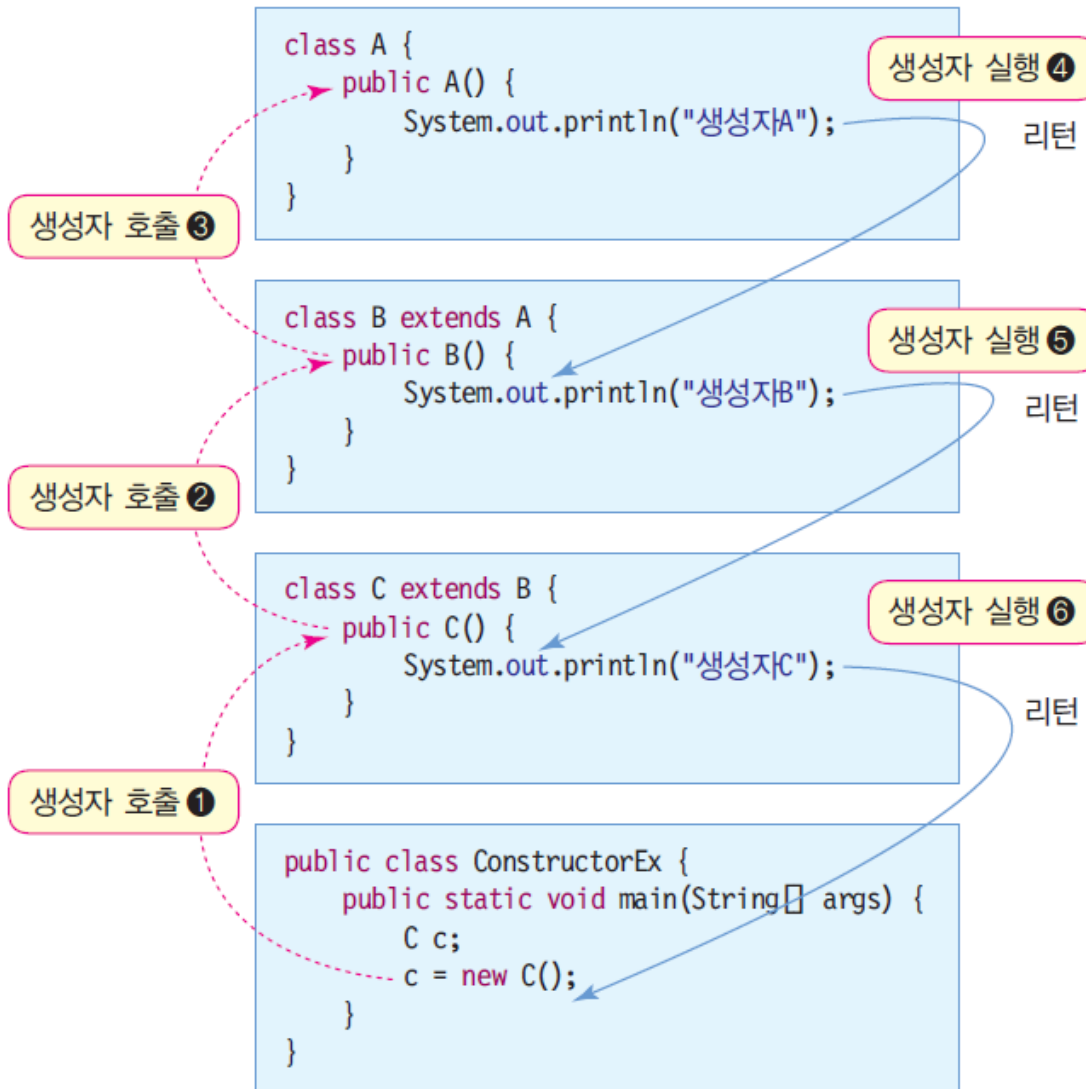 class A {
public A() {
System.out.println("생성자A");
}
}
생성자 실행 ❹
리턴
생성자 호출 ❸
class B extends A {
public B() {
System.out.println("생성자B");
}
}
생성자 실행 ❺
리턴
생성자 호출 ❷
class C extends B {
public C() {
System.out.println("생성자C");
}
}
생성자 실행 ❻
리턴
생성자 호출 ❶
public class ConstructorEx {
public static void main(String[] args) {
C c;
c = new C();
}
}